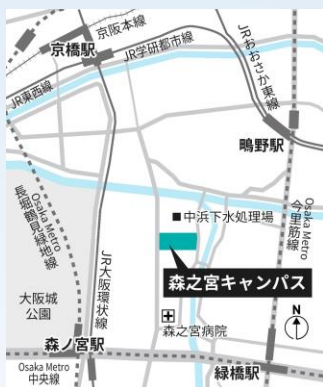 京阪本線
京橋駅
JR学研都市線
JRおおさか東線
JR東西線
鴫野駅
Osaka Metro
長堀鶴見緑地線
Osaka Metro
今里筋線
■中浜下水処理場
JR大阪環状線
森之宮キャンパス
大阪城
公園
N
森之宮病院
森ノ宮駅
緑橋駅
Osaka Metro
中央線